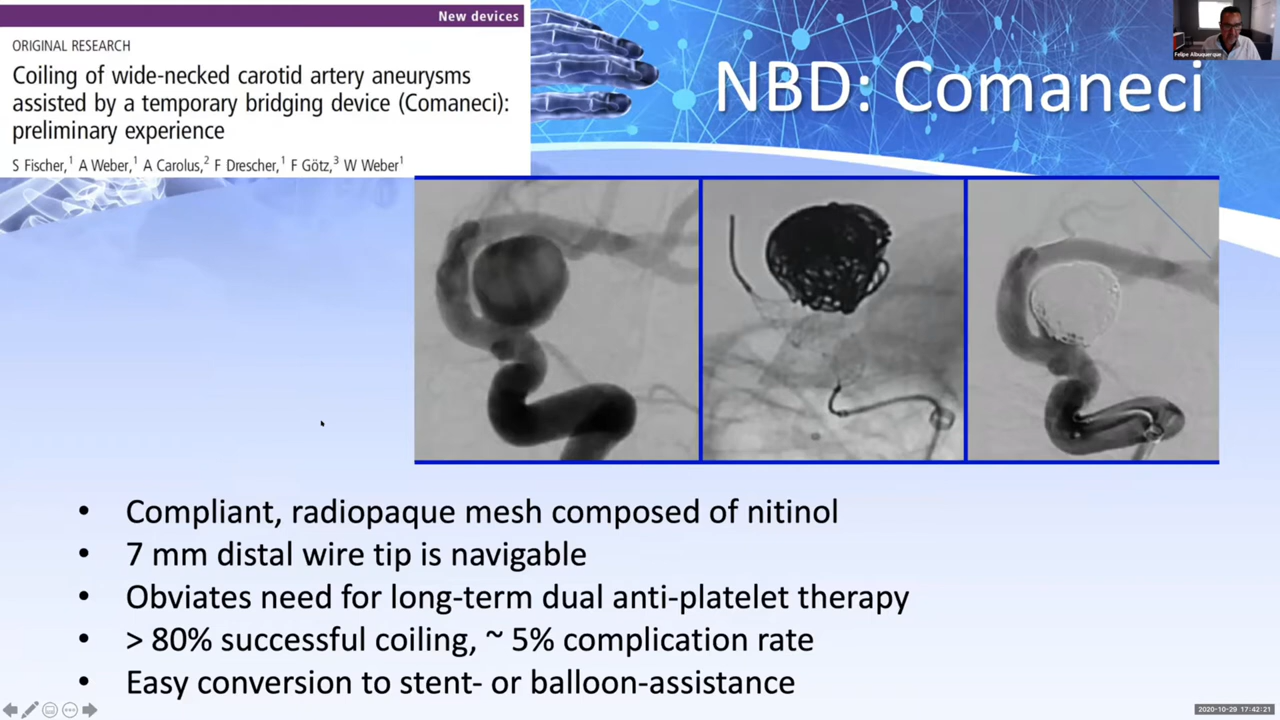 New devices
ORIGINAL RESEARCH
Coiling of wide-necked carotid artery aneurysms
assisted by a temporary bridging device (Comaneci):
preliminary experience
S Fischer,1 A Weber,1 A Carolus,2 F Drescher,1 F Götz,3 W Weber1
NBD: Comaneci
Felipe Albuquerque
• Compliant, radiopaque mesh composed of nitinol
• 7 mm distal wire tip is navigable
• Obviates need for long-term dual anti-platelet therapy
• > 80% successful coiling, ~ 5% complication rate
• Easy conversion to stent- or balloon-assistance
2020-10-29 17:42:21